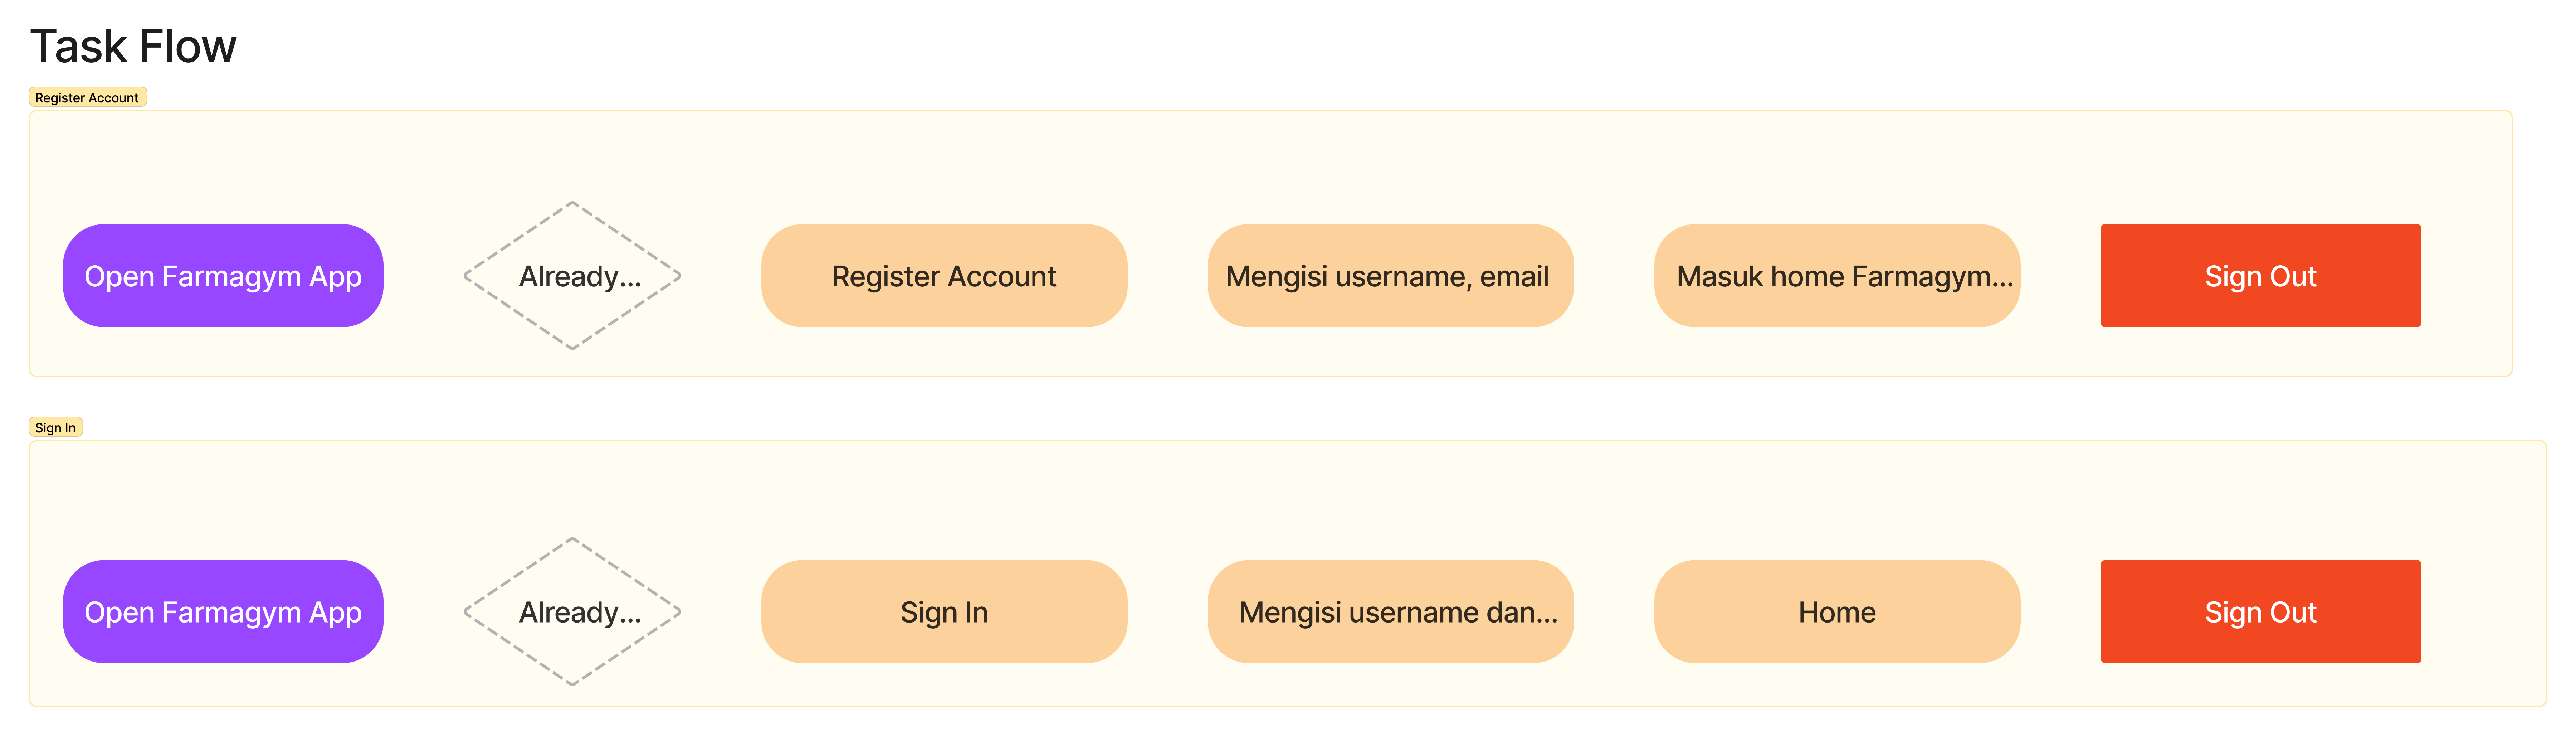 Task Flow
Register Account
Open Farmagym App
Already...
Register Account
Mengisi username, email
Masuk home Farmagym...
Sign Out
Sign In
Open Farmagym App
Already...
Sign In
Mengisi username dan...
Home
Sign Out